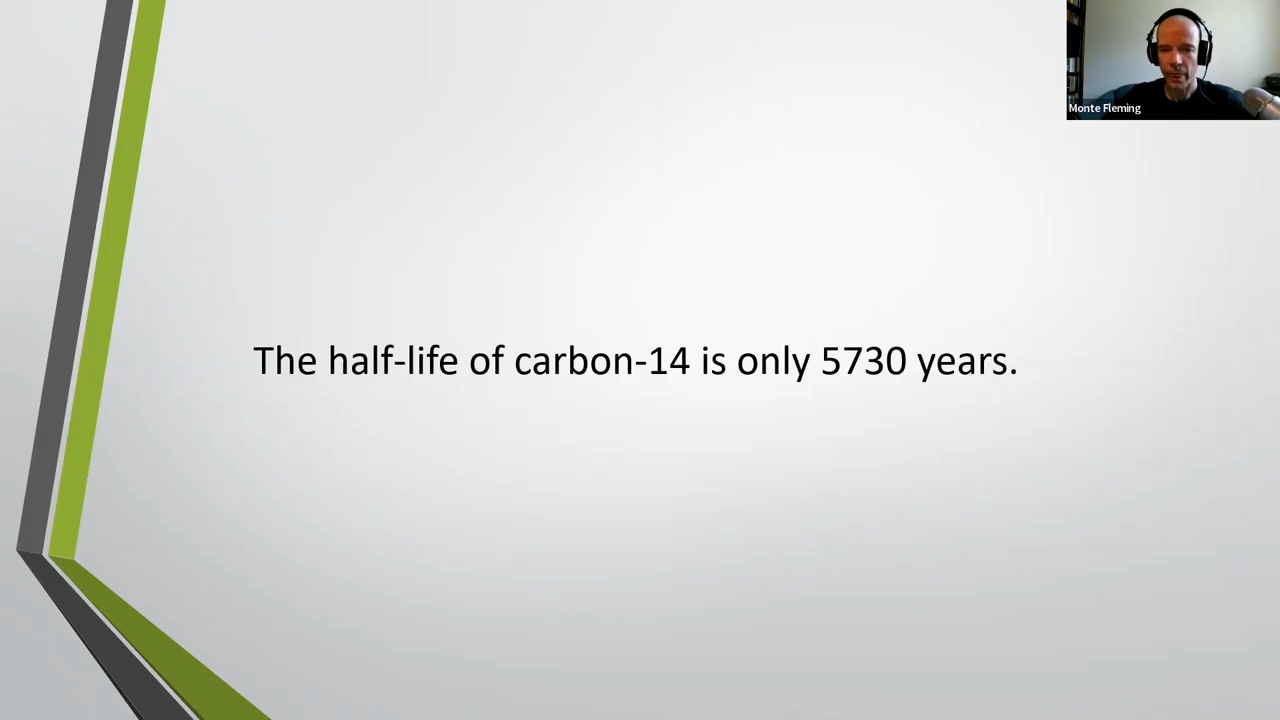 Monte Fleming
The half-life of carbon-14 is only 5730 years.